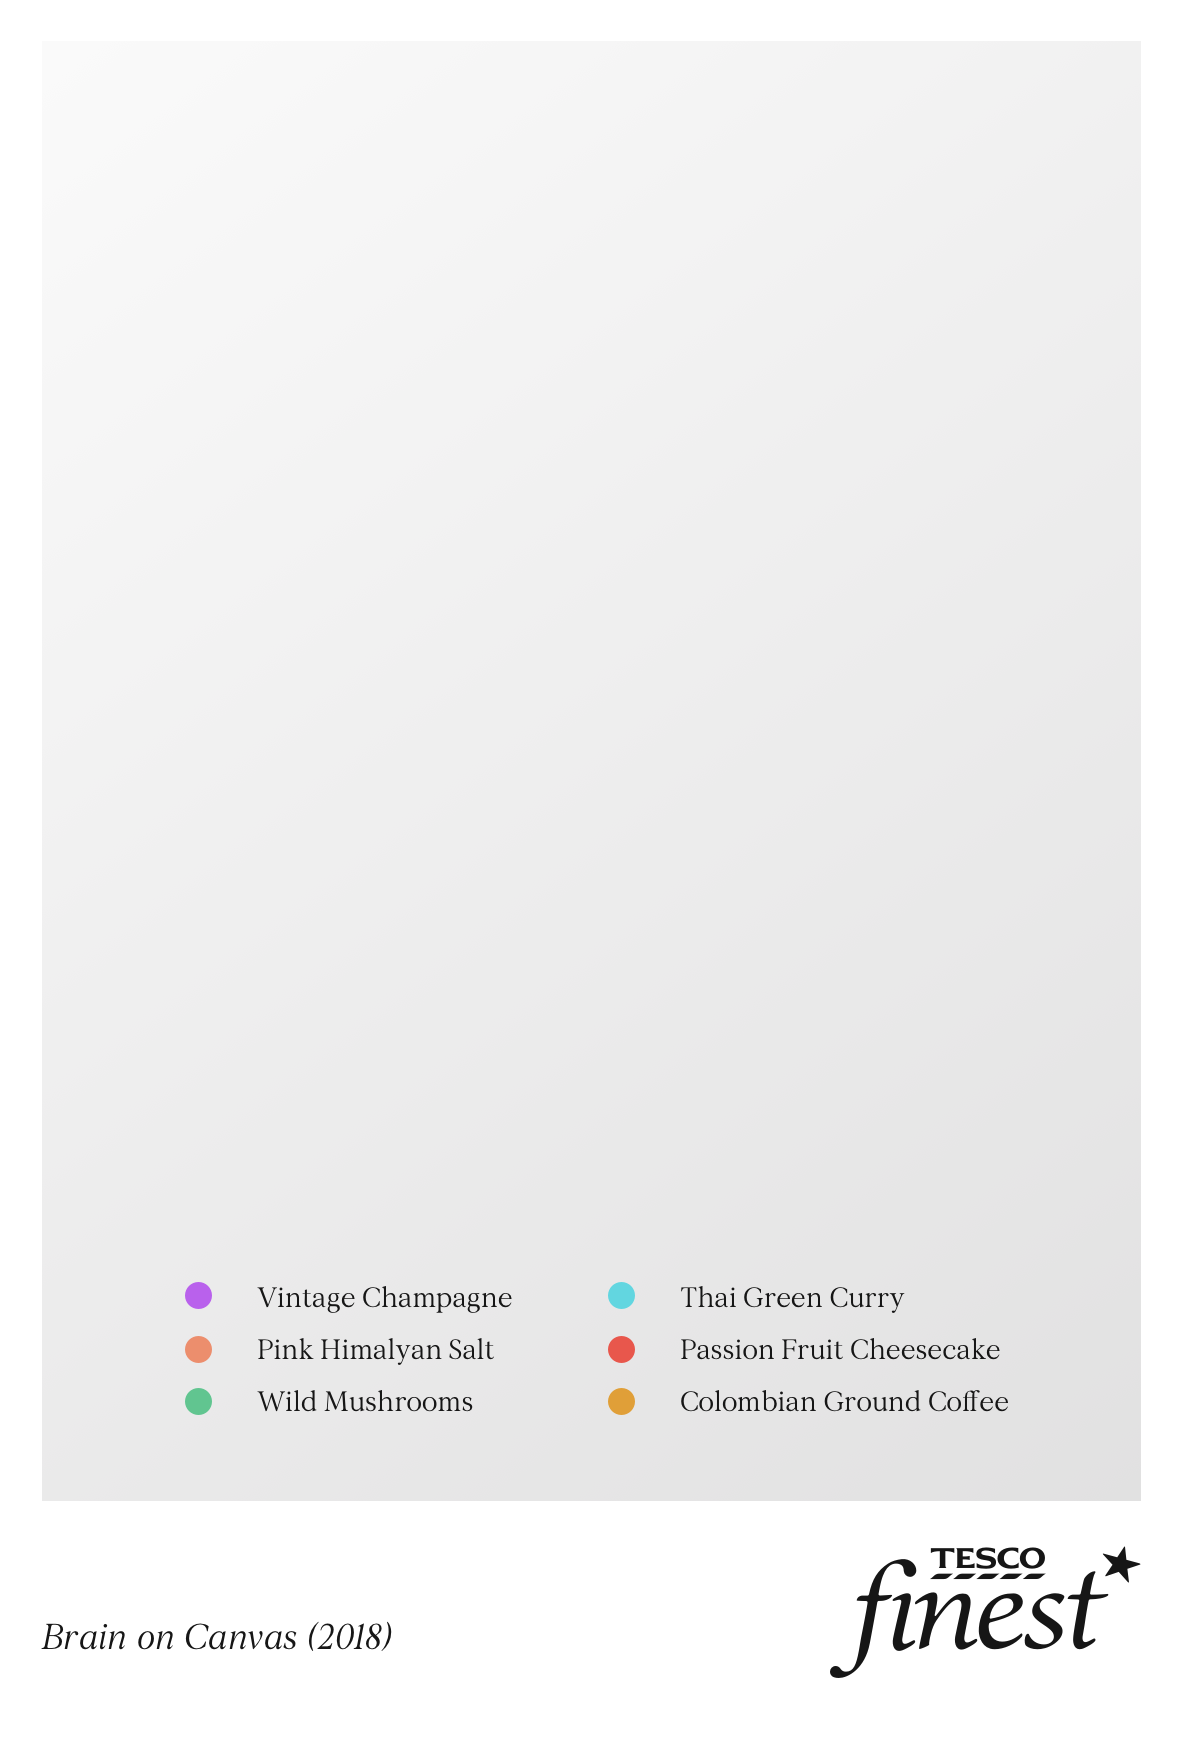 Vintage Champagne
Pink Himalyan Salt
Wild Mushrooms
Thai Green Curry
Passion Fruit Cheesecake
Colombian Ground Coffee
Brain on Canvas (2018)
TESCO
finest